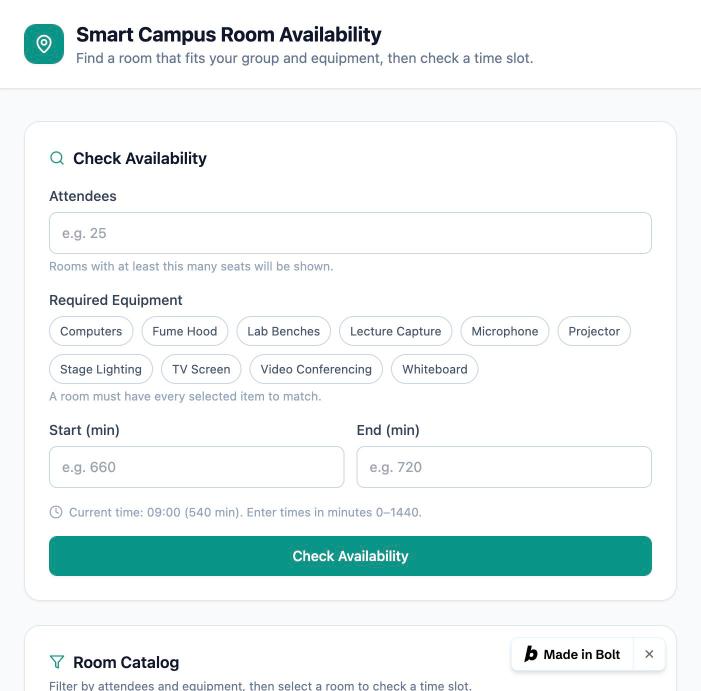 Smart Campus Room Availability
Find a room that fits your group and equipment, then check a time slot.
Check Availability
Attendees
e.g. 25
Rooms with at least this many seats will be shown.
Required Equipment
Computers Fume Hood Lab Benches Lecture Capture Microphone Projector
Stage Lighting TV Screen Video Conferencing Whiteboard
A room must have every selected item to match.
Start (min) End (min)
e.g. 660 e.g. 720
Current time: 09:00 (540 min). Enter times in minutes 0–1440.
Check Availability
Room Catalog
Filter by attendees and equipment, then select a room to check a time slot.
b Made in Bolt ×